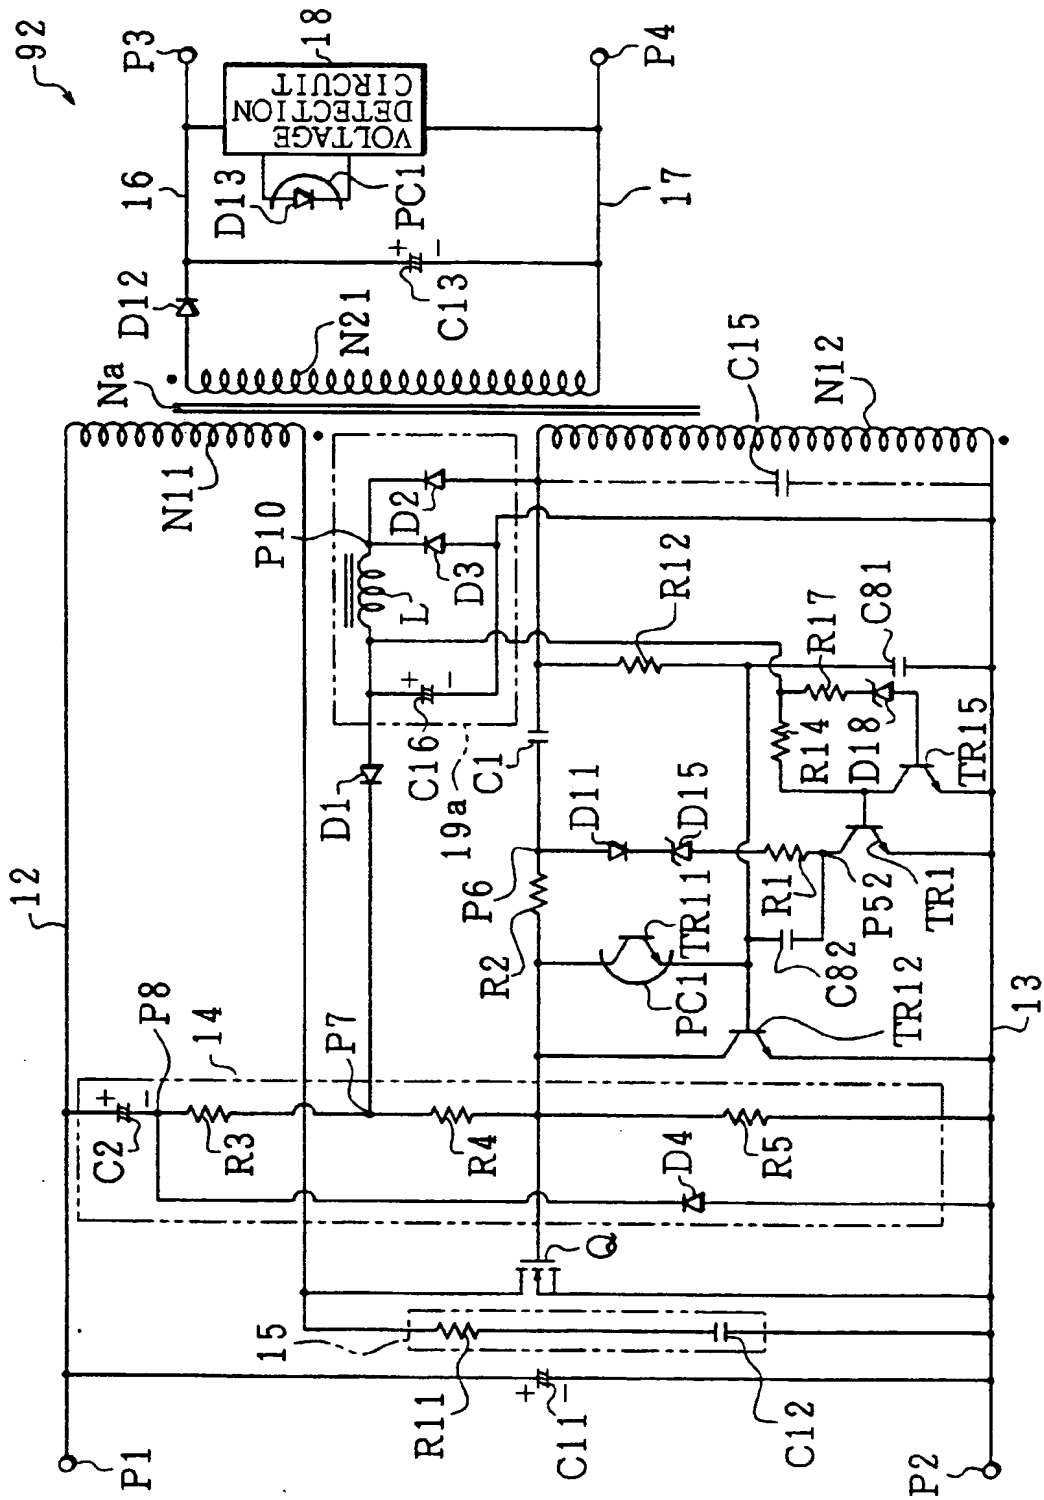 92
P1
12
N11
Na
D12
16
P3
N21
D13
PC1
VOLTAGE
DETECTION
CIRCUIT
18
C13
+
-
17
P4
C2
+
-
P8
14
R3
P7
R4
D4
R5
15
R11
C11
+
-
C12
Q
D1
C16
+
-
19a
L
P10
D3
D2
P6
R2
C1
D11
D15
R1
P52
TR11
PC1
C82
TR12
R12
R14
R17
D18
C81
TR15
TR1
C15
N12
13
P2